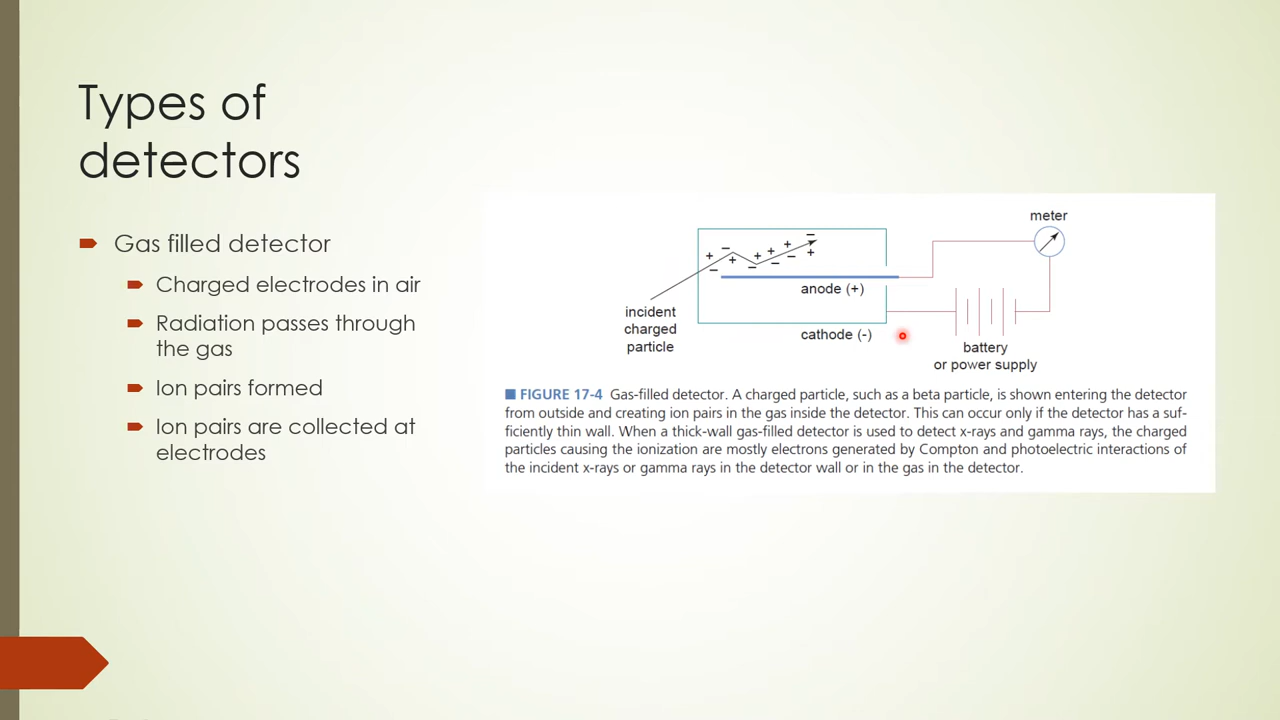 Types of
detectors
Gas filled detector
Charged electrodes in air
Radiation passes through
the gas
Ion pairs formed
Ion pairs are collected at
electrodes
meter
+ − + − + − + − + − + − +
incident
charged
particle
anode (+)
cathode (-)
battery
or power supply
FIGURE 17-4 Gas-filled detector. A charged particle, such as a beta particle, is shown entering the detector
from outside and creating ion pairs in the gas inside the detector. This can occur only if the detector has a suf-
ficiently thin wall. When a thick-wall gas-filled detector is used to detect x-rays and gamma rays, the charged
particles causing the ionization are mostly electrons generated by Compton and photoelectric interactions of
the incident x-rays or gamma rays in the detector wall or in the gas in the detector.